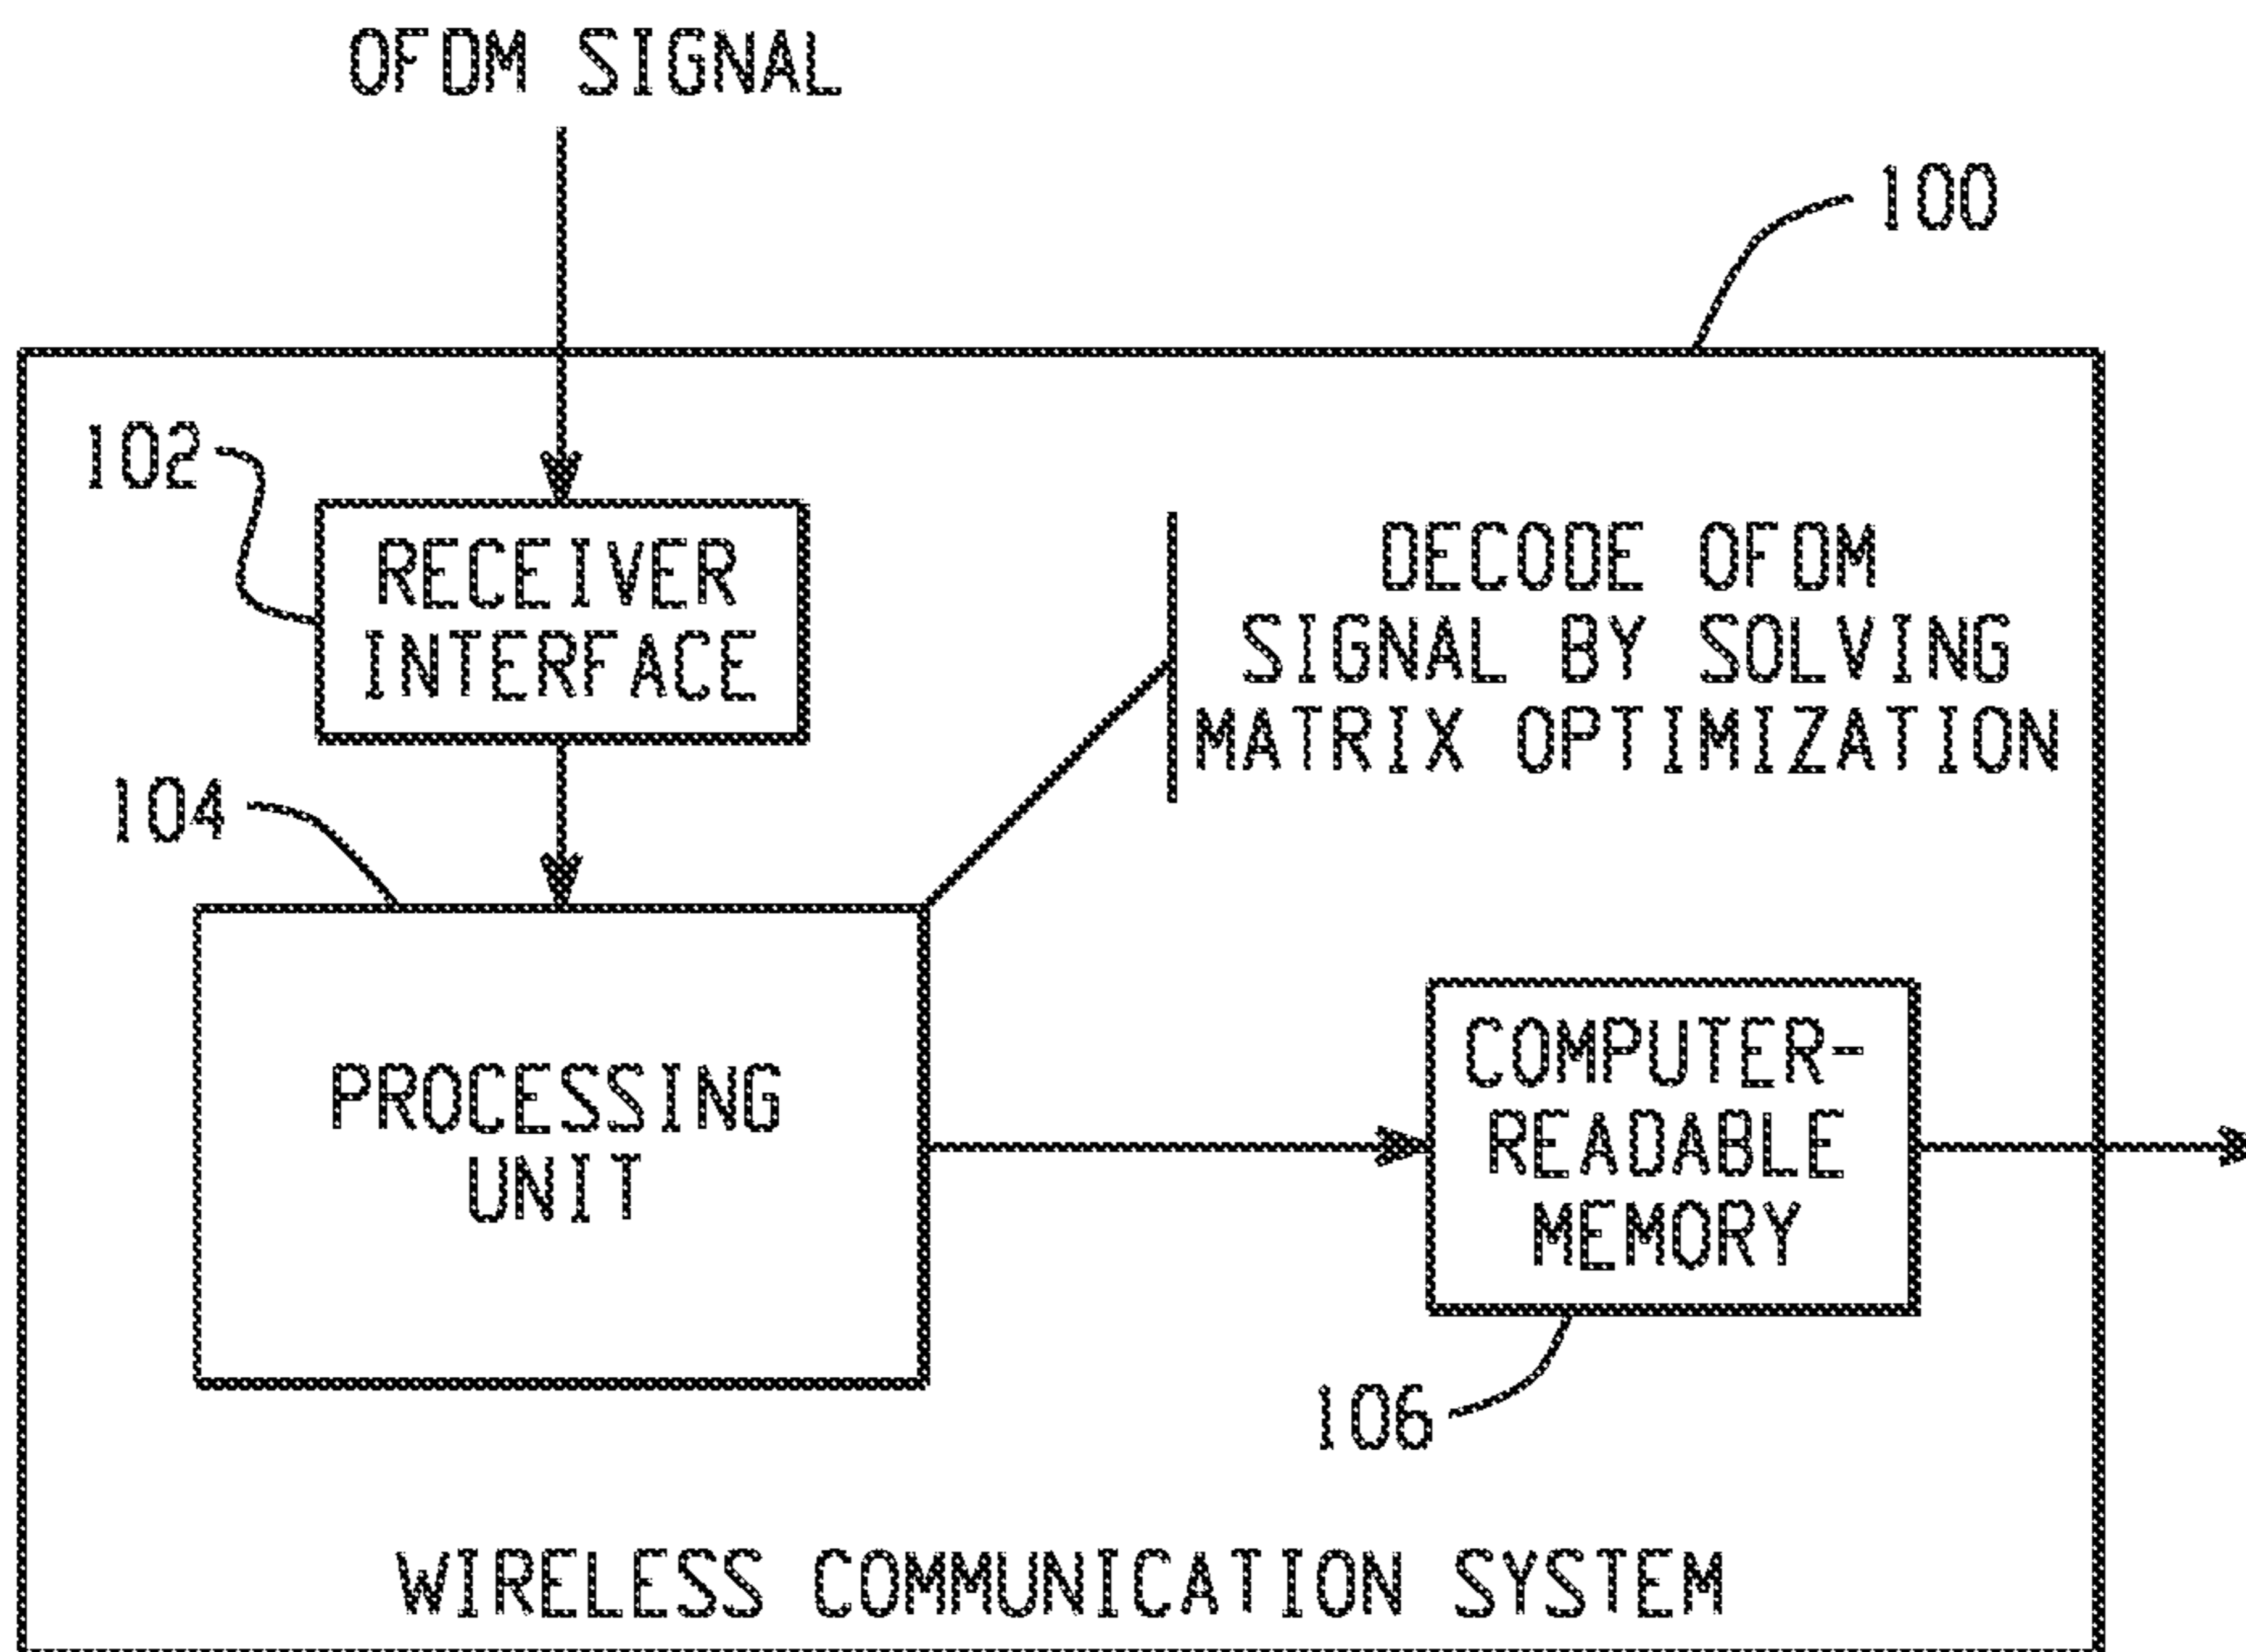 OFDM SIGNAL
100
102
RECEIVER
INTERFACE
DECODE OFDM
SIGNAL BY SOLVING
MATRIX OPTIMIZATION
104
PROCESSING
UNIT
COMPUTER-
READABLE
MEMORY
106
WIRELESS COMMUNICATION SYSTEM